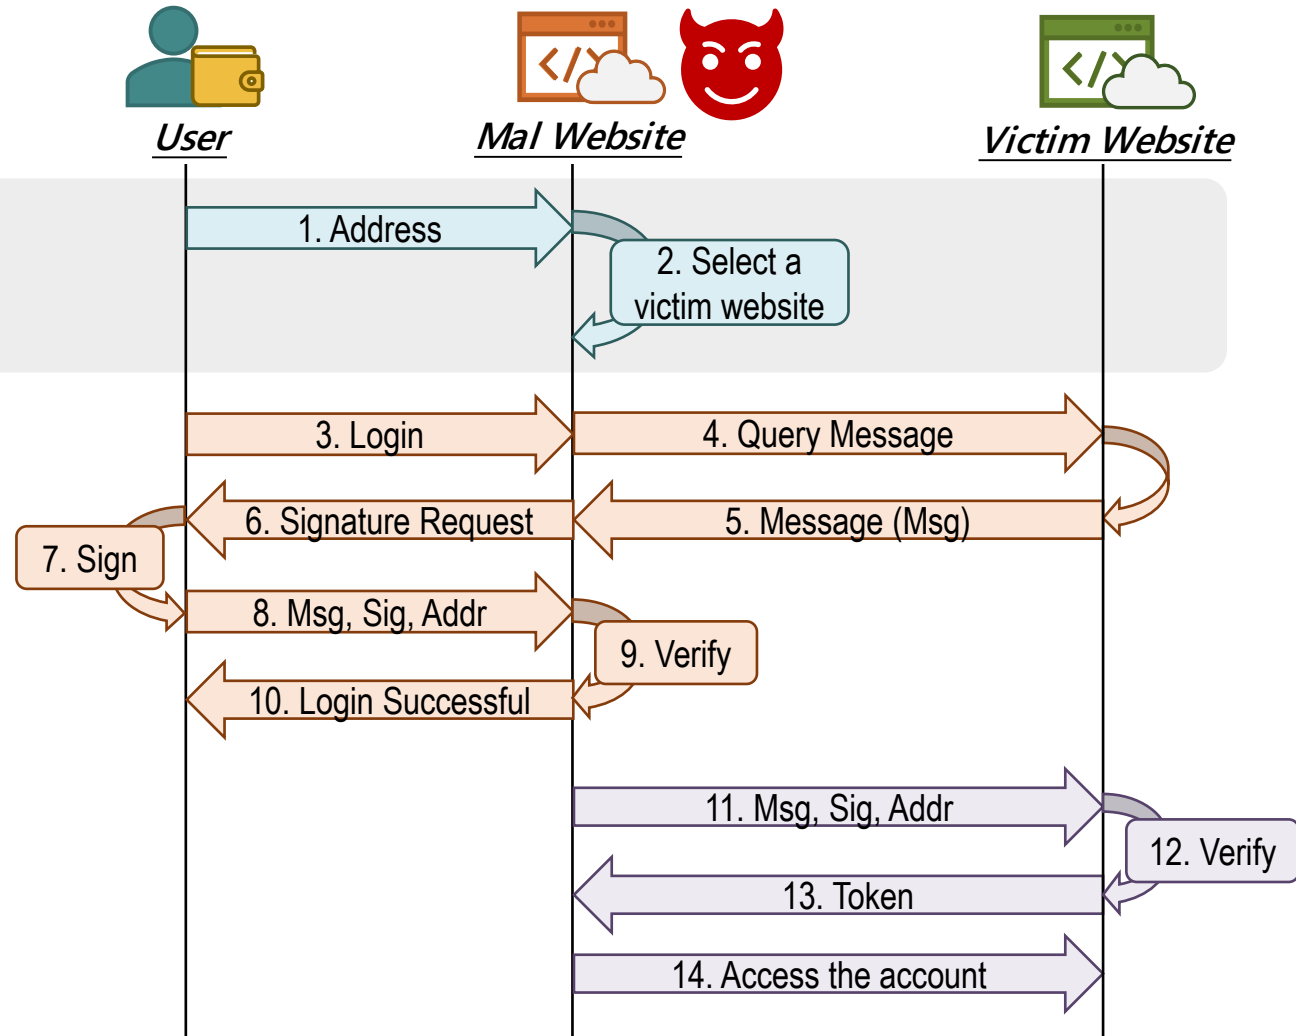 User
Mal Website
Victim Website
1. Address
2. Select a
victim website
3. Login
4. Query Message
5. Message (Msg)
6. Signature Request
7. Sign
8. Msg, Sig, Addr
9. Verify
10. Login Successful
11. Msg, Sig, Addr
12. Verify
13. Token
14. Access the account